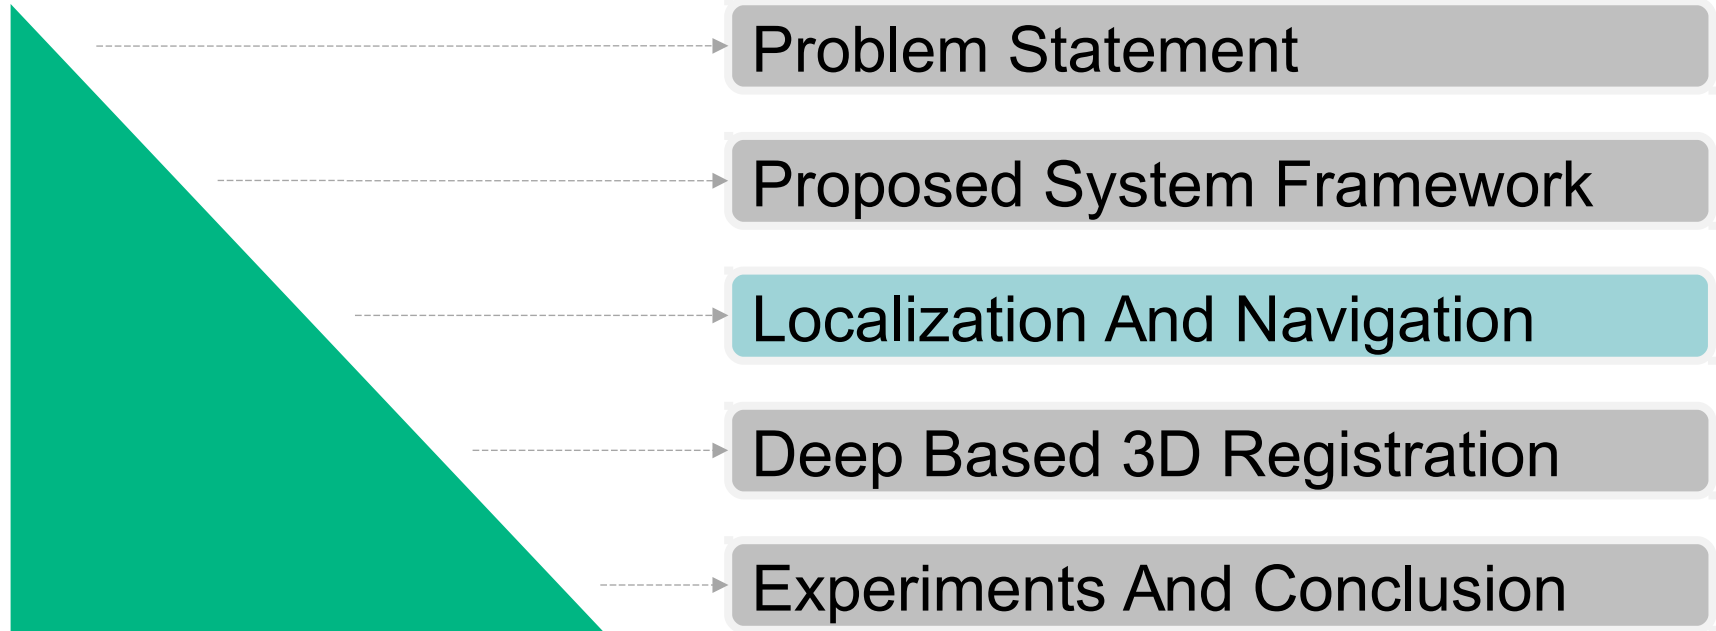 Problem Statement
Proposed System Framework
Localization And Navigation
Deep Based 3D Registration
Experiments And Conclusion